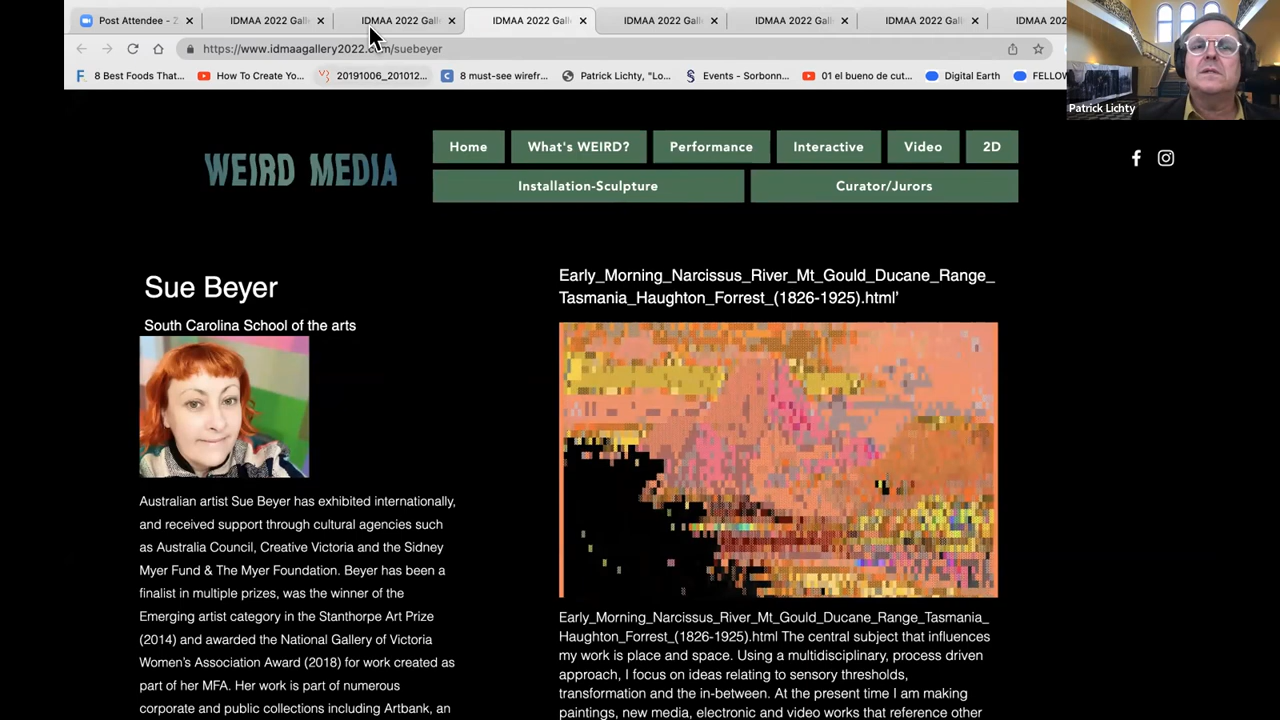 Post Attendee - Z
IDMAA 2022 Gall
IDMAA 2022 Gall
IDMAA 2022 Gall
IDMAA 2022 Gall
IDMAA 2022 Gall
IDMAA 2022 Gall
IDMAA 202
https://www.idmaagallery2022.com/suebeyer
8 Best Foods That...
How To Create Yo...
20191006_201012...
8 must-see wirefr...
Patrick Lichty, "Lo...
Events - Sorbonn...
01 el bueno de cut...
Digital Earth
FELLOW
Patrick Lichty
WEIRD MEDIA
Home
What's WEIRD?
Performance
Interactive
Video
2D
Installation-Sculpture
Curator/Jurors
Sue Beyer
South Carolina School of the arts
Australian artist Sue Beyer has exhibited internationally,
and received support through cultural agencies such
as Australia Council, Creative Victoria and the Sidney
Myer Fund & The Myer Foundation. Beyer has been a
finalist in multiple prizes, was the winner of the
Emerging artist category in the Stanthorpe Art Prize
(2014) and awarded the National Gallery of Victoria
Women's Association Award (2018) for work created as
part of her MFA. Her work is part of numerous
corporate and public collections including Artbank, an
Early_Morning_Narcissus_River_Mt_Gould_Ducane_Range_
Tasmania_Haughton_Forrest_(1826-1925).html'
Early_Morning_Narcissus_River_Mt_Gould_Ducane_Range_Tasmania_
Haughton_Forrest_(1826-1925).html The central subject that influences
my work is place and space. Using a multidisciplinary, process driven
approach, I focus on ideas relating to sensory thresholds,
transformation and the in-between. At the present time I am making
paintings, new media, electronic and video works that reference other